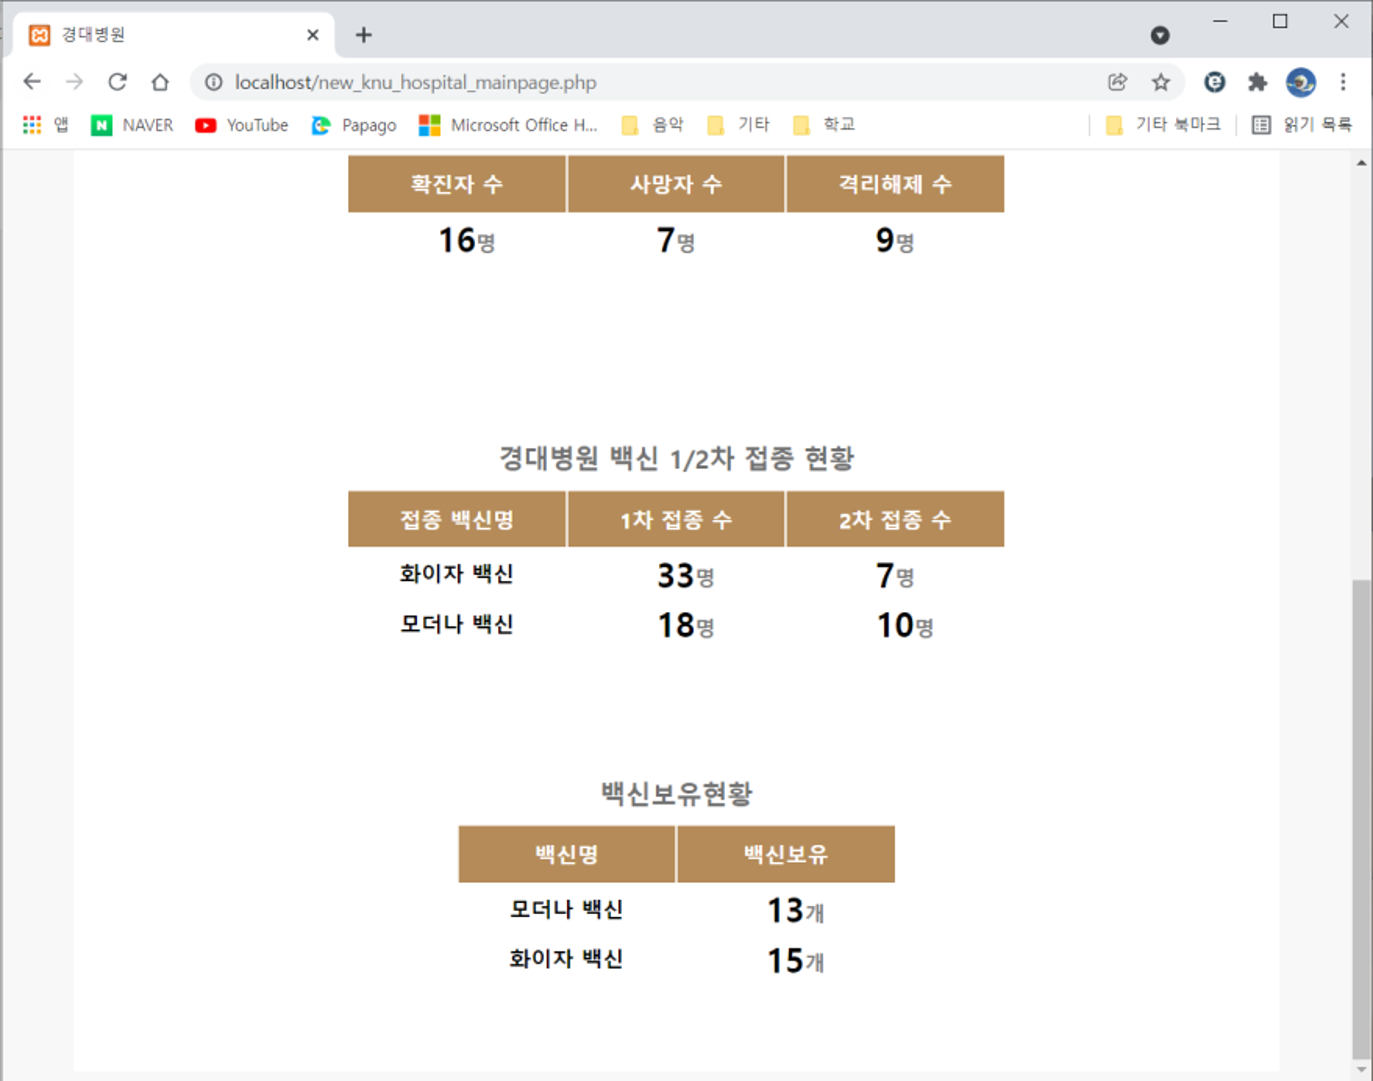 경대병원
localhost/new_knu_hospital_mainpage.php
앱 NAVER YouTube Papago Microsoft Office H... 음악 기타 학교 기타 북마크 읽기 목록
확진자 수 사망자 수 격리해제 수
16명 7명 9명
경대병원 백신 1/2차 접종 현황
접종 백신명 1차 접종 수 2차 접종 수
화이자 백신 33명 7명
모더나 백신 18명 10명
백신보유현황
백신명 백신보유
모더나 백신 13개
화이자 백신 15개